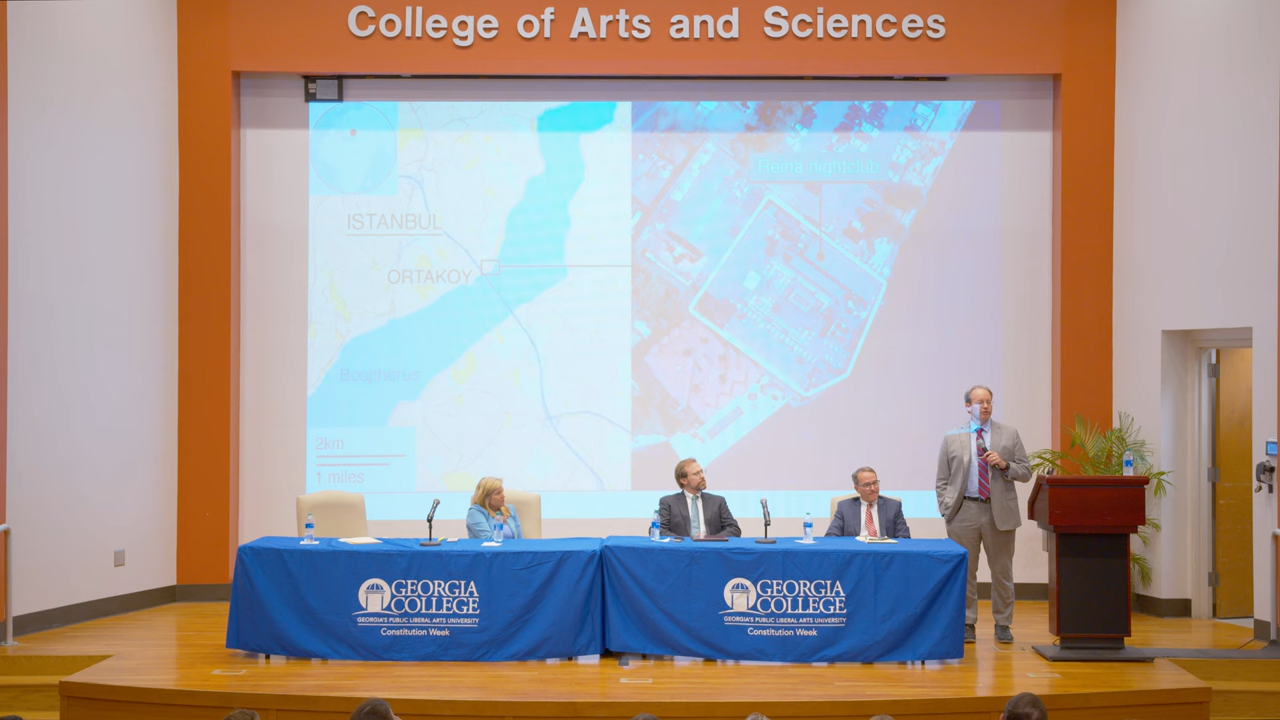 College of Arts and Sciences
Reina nightclub
ISTANBUL
ORTAKOY
Bosphorus
2km
1 miles
GEORGIA
COLLEGE
GEORGIA'S PUBLIC LIBERAL ARTS UNIVERSITY
Constitution Week
GEORGIA
COLLEGE
GEORGIA'S PUBLIC LIBERAL ARTS UNIVERSITY
Constitution Week